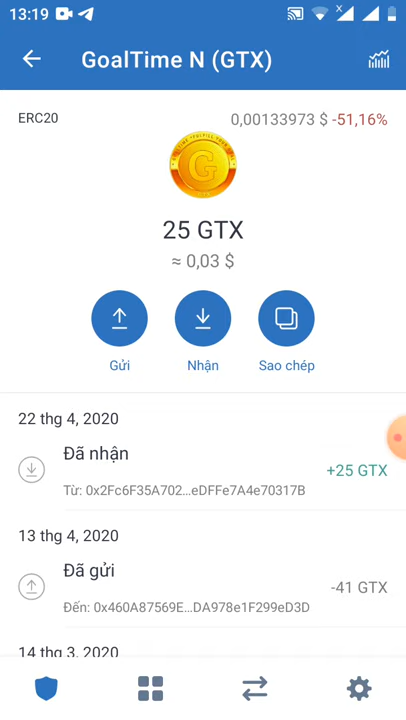 13:19
GoalTime N (GTX)
ERC20
0,00133973 $ -51,16%
G
25 GTX
≈ 0,03 $
Gửi
Nhận
Sao chép
22 thg 4, 2020
Đã nhận
+25 GTX
Từ: 0x2Fc6F35A702...eDFFe7A4e70317B
13 thg 4, 2020
Đã gửi
-41 GTX
Đến: 0x460A87569E...DA978e1F299eD3D
14 thg 3, 2020